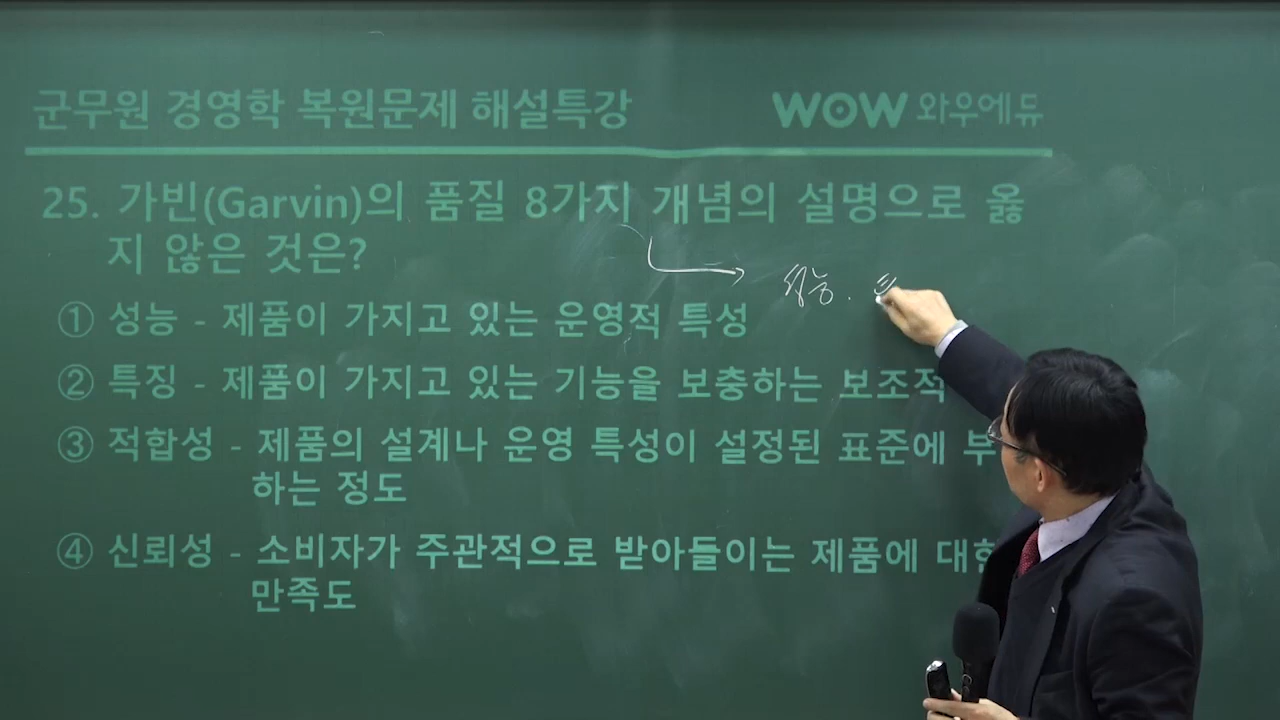 군무원 경영학 복원문제 해설특강
WOW 와우에듀
25. 가빈(Garvin)의 품질 8가지 개념의 설명으로 옳
지 않은 것은?
성능.
① 성능 - 제품이 가지고 있는 운영적 특성
② 특징 - 제품이 가지고 있는 기능을 보충하는 보조적
③ 적합성 - 제품의 설계나 운영 특성이 설정된 표준에 부
하는 정도
④ 신뢰성 - 소비자가 주관적으로 받아들이는 제품에 대한
만족도